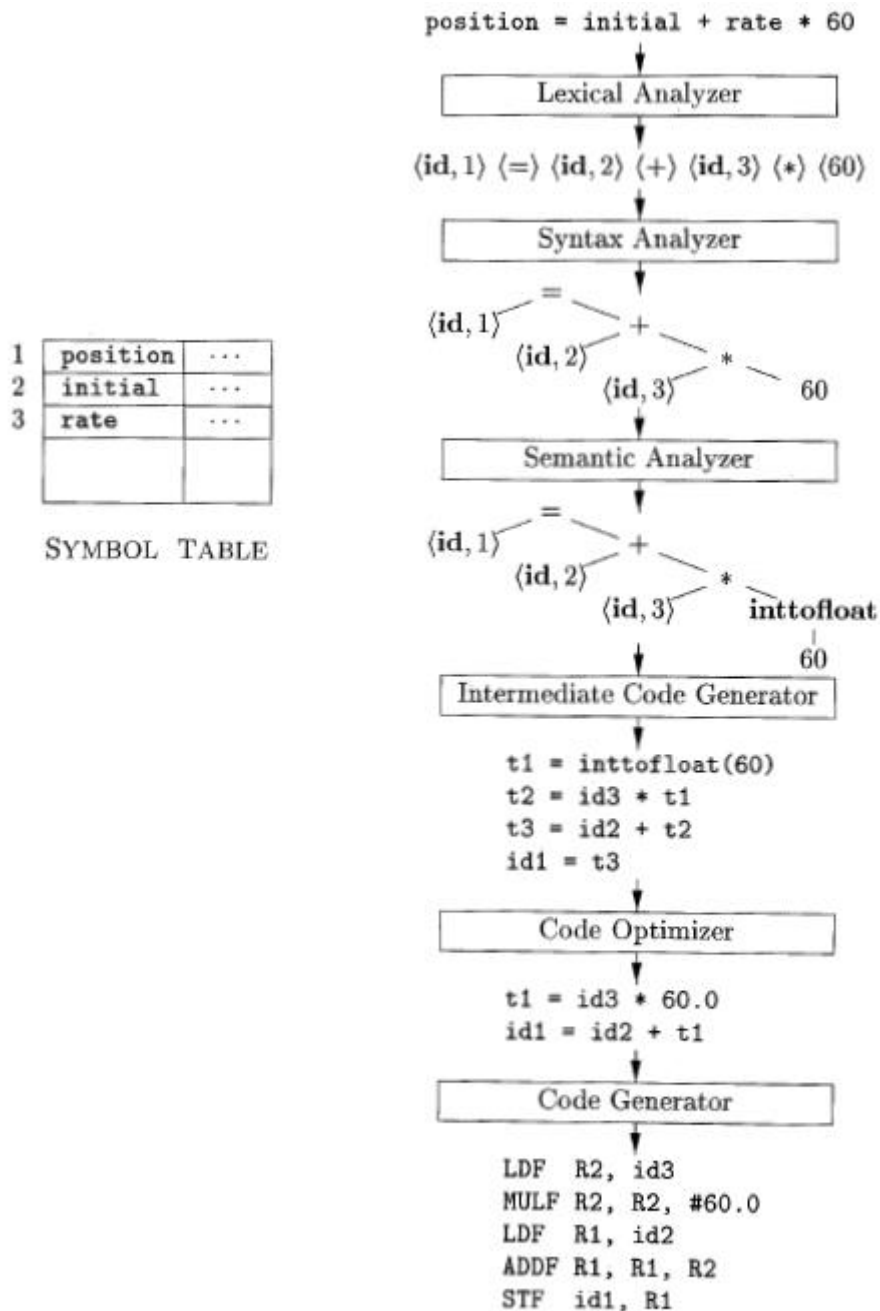 position = initial + rate * 60
Lexical Analyzer
⟨id, 1⟩ ⟨=⟩ ⟨id, 2⟩ ⟨+⟩ ⟨id, 3⟩ ⟨*⟩ ⟨60⟩
Syntax Analyzer
=
⟨id, 1⟩ +
⟨id, 2⟩ *
⟨id, 3⟩ 60
1 position ...
2 initial ...
3 rate ...
SYMBOL TABLE
Semantic Analyzer
=
⟨id, 1⟩ +
⟨id, 2⟩ *
⟨id, 3⟩ inttofloat
60
Intermediate Code Generator
t1 = inttofloat(60)
t2 = id3 * t1
t3 = id2 + t2
id1 = t3
Code Optimizer
t1 = id3 * 60.0
id1 = id2 + t1
Code Generator
LDF R2, id3
MULF R2, R2, #60.0
LDF R1, id2
ADDF R1, R1, R2
STF id1, R1